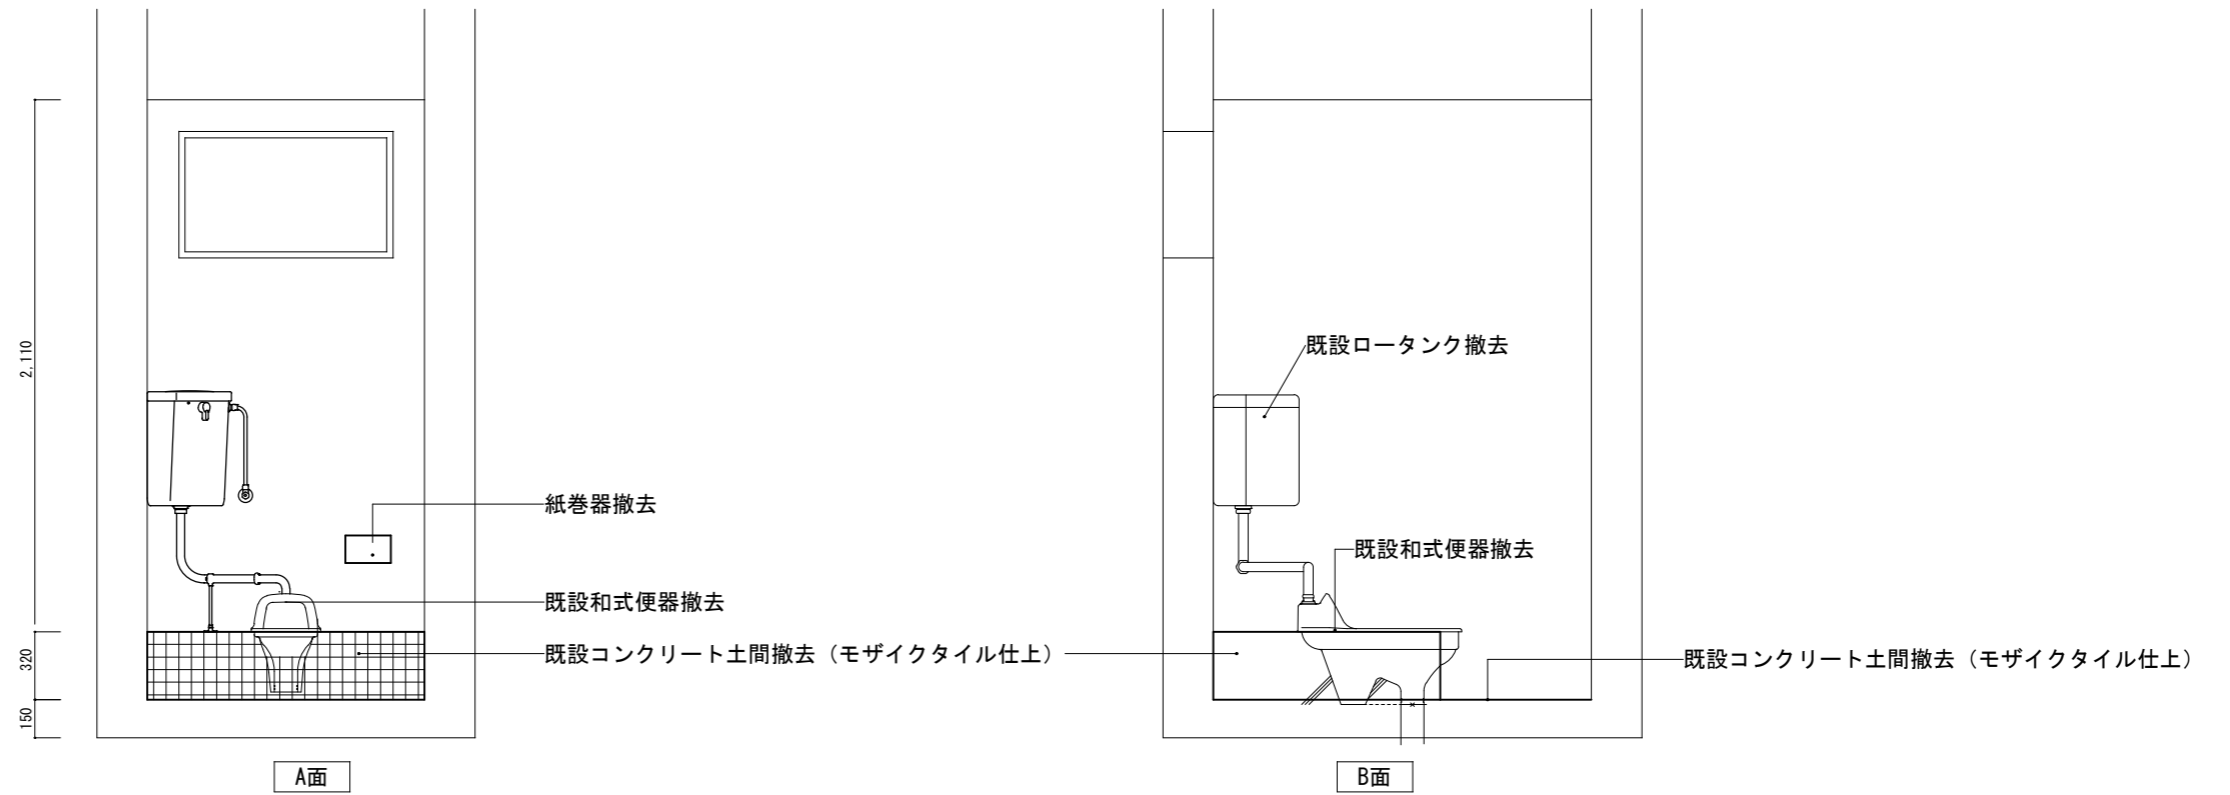 2,110
320
150
紙巻器撤去
既設和式便器撤去
既設コンクリート土間撤去（モザイクタイル仕上）
A面
既設ロータンク撤去
既設和式便器撤去
既設コンクリート土間撤去（モザイクタイル仕上）
B面